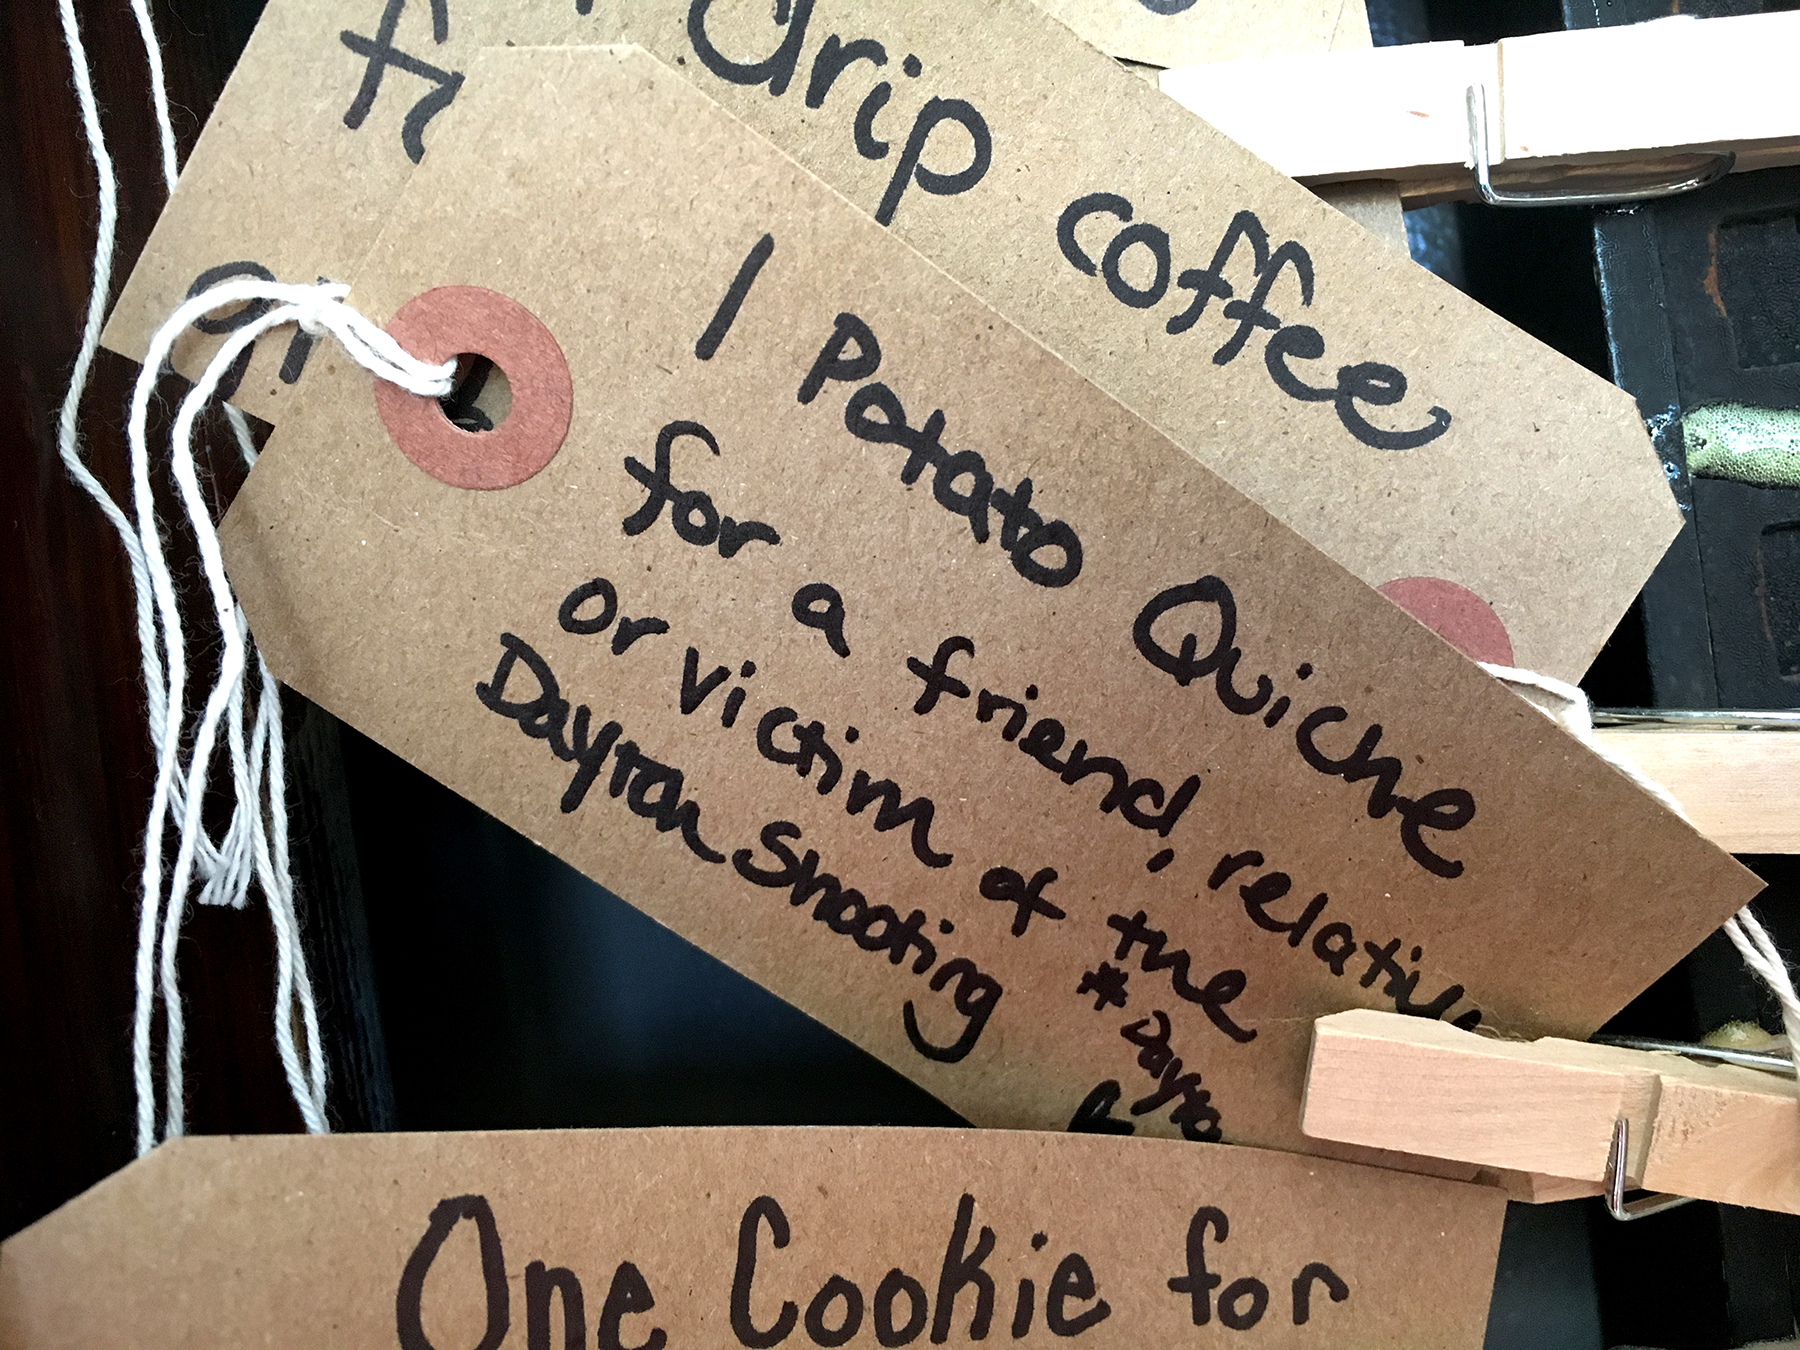 drip
coffee
1 Potato Quiche
for a friend, relative
or victim of the
Dayton Shooting
One Cookie for